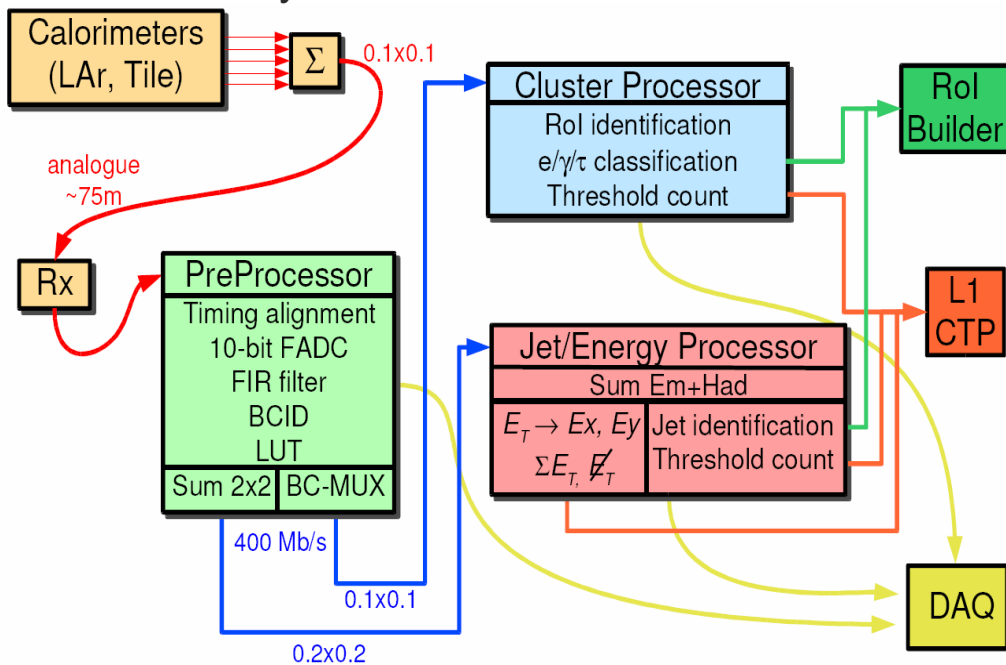 Calorimeters
(LAr, Tile)
Σ
0.1x0.1
analogue
~75m
Rx
PreProcessor
Timing alignment
10-bit FADC
FIR filter
BCID
LUT
Sum 2x2
BC-MUX
400 Mb/s
0.1x0.1
0.2x0.2
Cluster Processor
RoI identification
e/γ/τ classification
Threshold count
Jet/Energy Processor
Sum Em+Had
E_T → Ex, Ey
ΣE_T, E̸_T
Jet identification
Threshold count
RoI
Builder
L1
CTP
DAQ